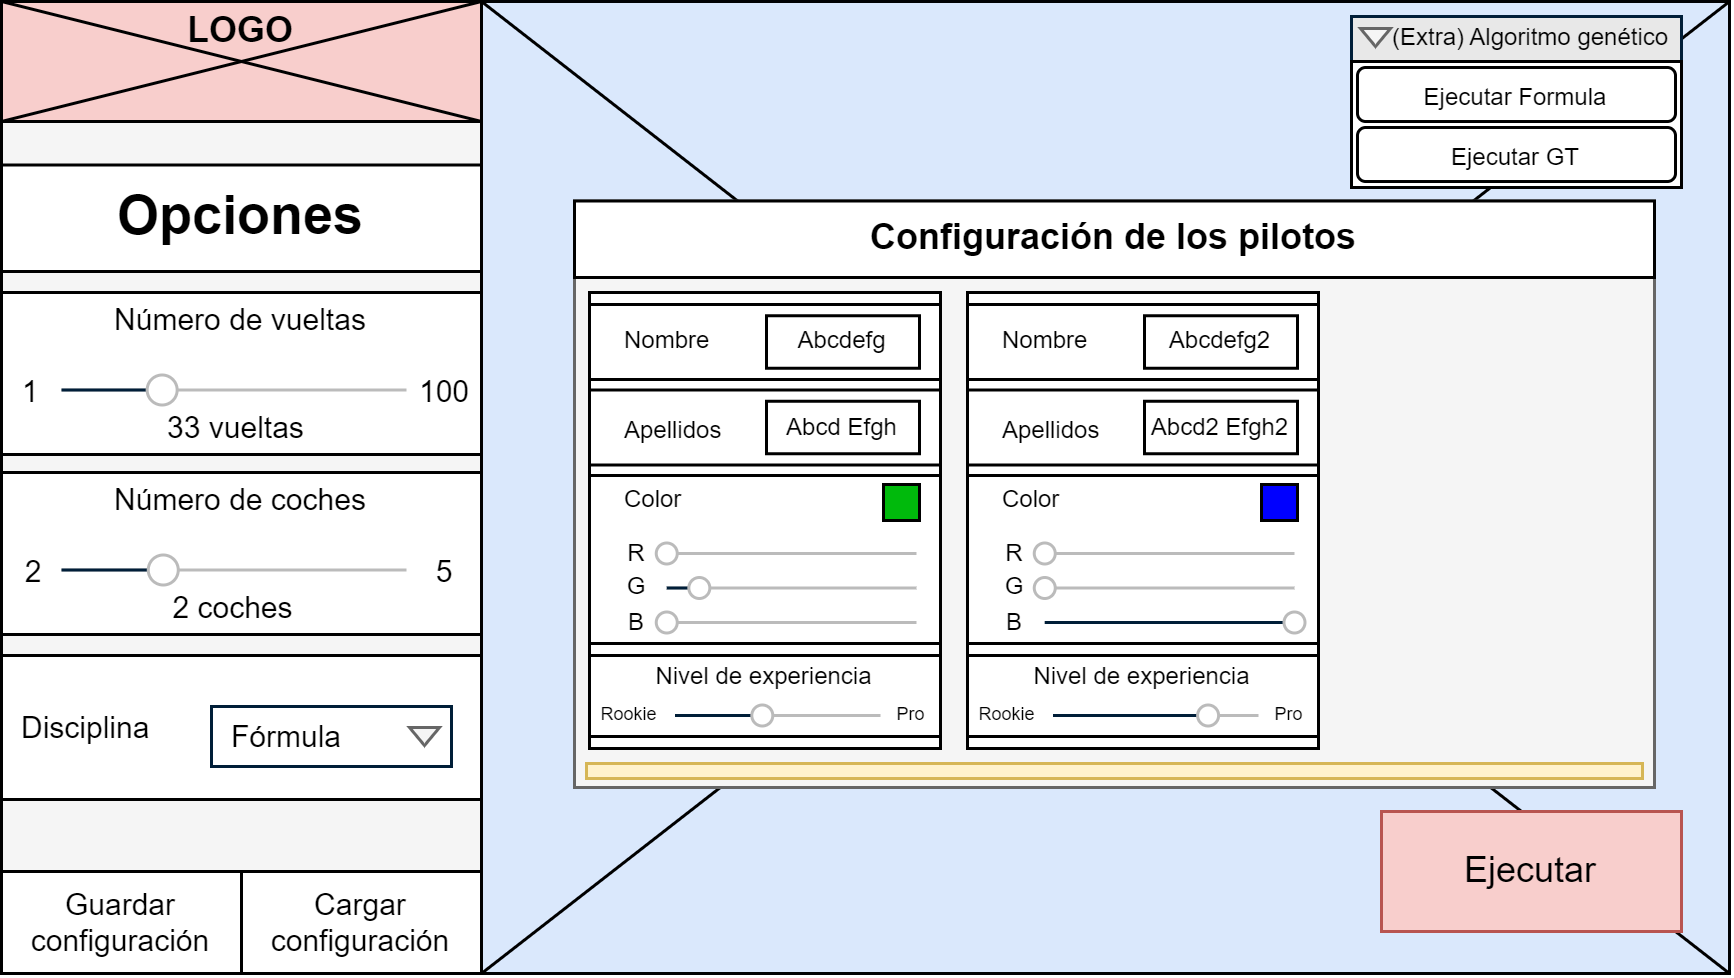 LOGO
Opciones
Número de vueltas
1
100
33 vueltas
Número de coches
2
5
2 coches
Disciplina
Fórmula
Guardar
configuración
Cargar
configuración
(Extra) Algoritmo genético
Ejecutar Formula
Ejecutar GT
Configuración de los pilotos
Nombre
Abcdefg
Apellidos
Abcd Efgh
Color
R
G
B
Nivel de experiencia
Rookie
Pro
Nombre
Abcdefg2
Apellidos
Abcd2 Efgh2
Color
R
G
B
Nivel de experiencia
Rookie
Pro
Ejecutar